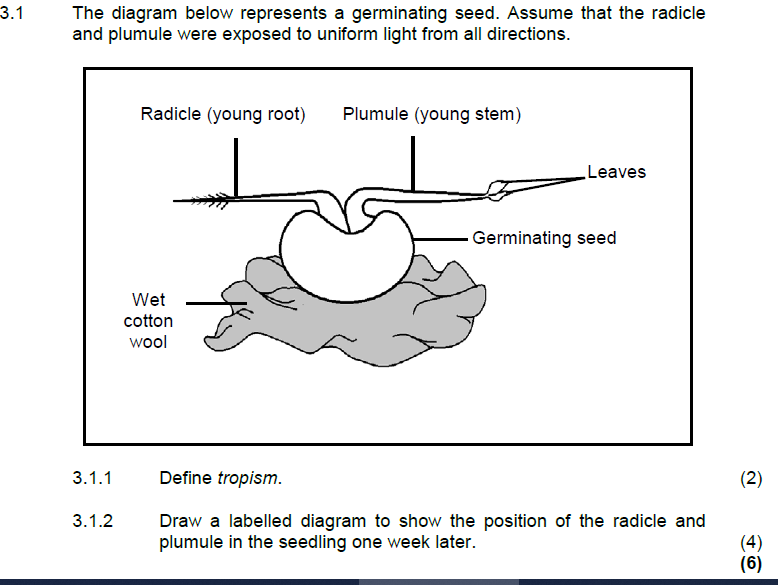 3.1 The diagram below represents a germinating seed. Assume that the radicle
and plumule were exposed to uniform light from all directions.
Radicle (young root) Plumule (young stem)
Leaves
Germinating seed
Wet
cotton
wool
3.1.1 Define tropism. (2)
3.1.2 Draw a labelled diagram to show the position of the radicle and
plumule in the seedling one week later. (4)
(6)